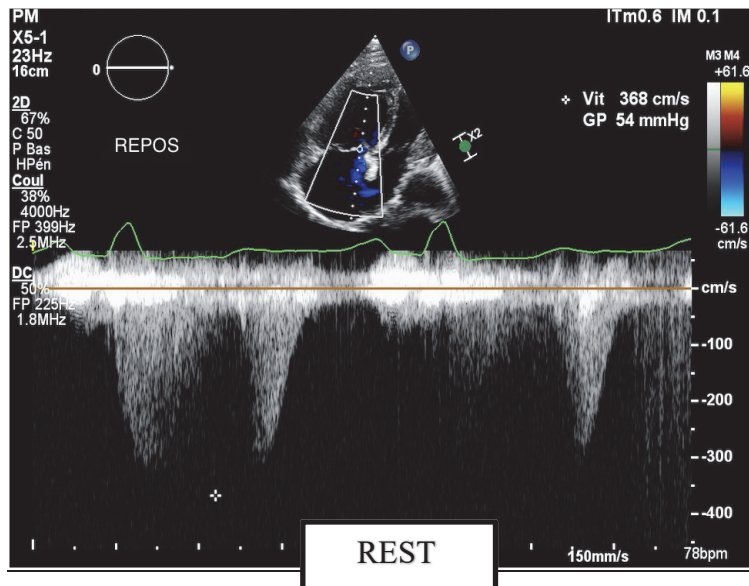 PM
ITm0.6 IM 0.1
X5-1
23Hz
16cm
0
P
M3 M4
+61.6
Vit 368 cm/s
GP 54 mmHg
2D
67%
C 50
P Bas
HPén
REPOS
X2
Coul
38%
4000Hz
FP 399Hz
2.5MHz
-61.6
cm/s
DC
50%
FP 225Hz
1.8MHz
cm/s
-100
-200
-300
-400
REST
150mm/s
78bpm